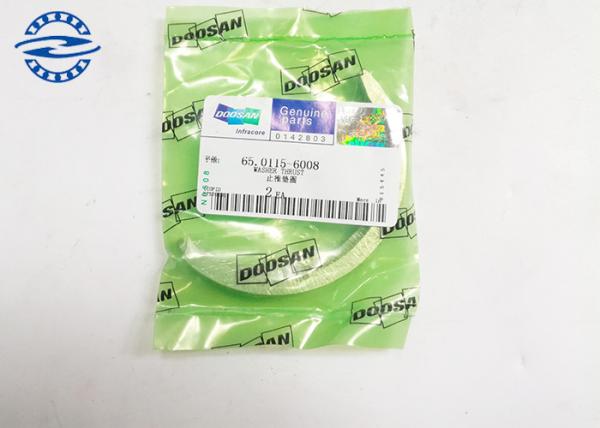 DOOSAN
DOOSAN
DOOSAN
DOOSAN
Infracore
Genuine
parts
0142803
65.0115-6008
WASHER THRUST
止推垫圈
2 EA
DOOSAN
DOOSAN
DOOSAN
DOOSAN